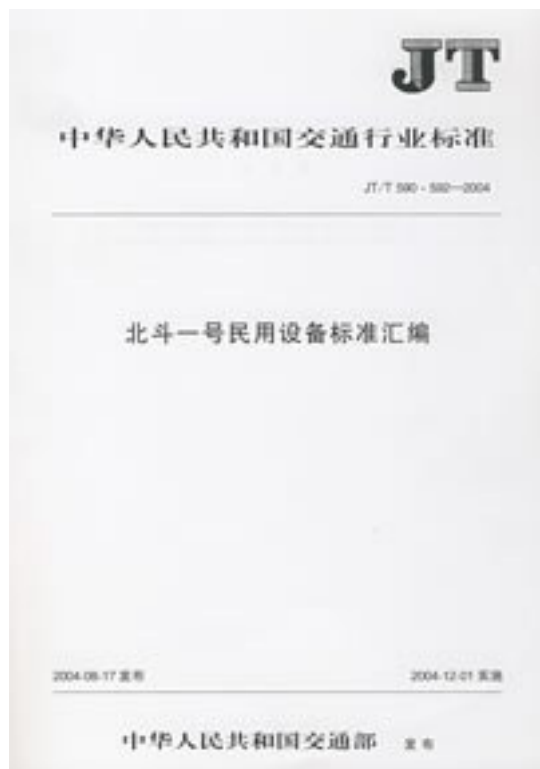 JT
中华人民共和国交通行业标准
JT/T 590-592—2004
北斗一号民用设备标准汇编
2004-08-17 发布
2004-12-01 实施
中华人民共和国交通部 发布